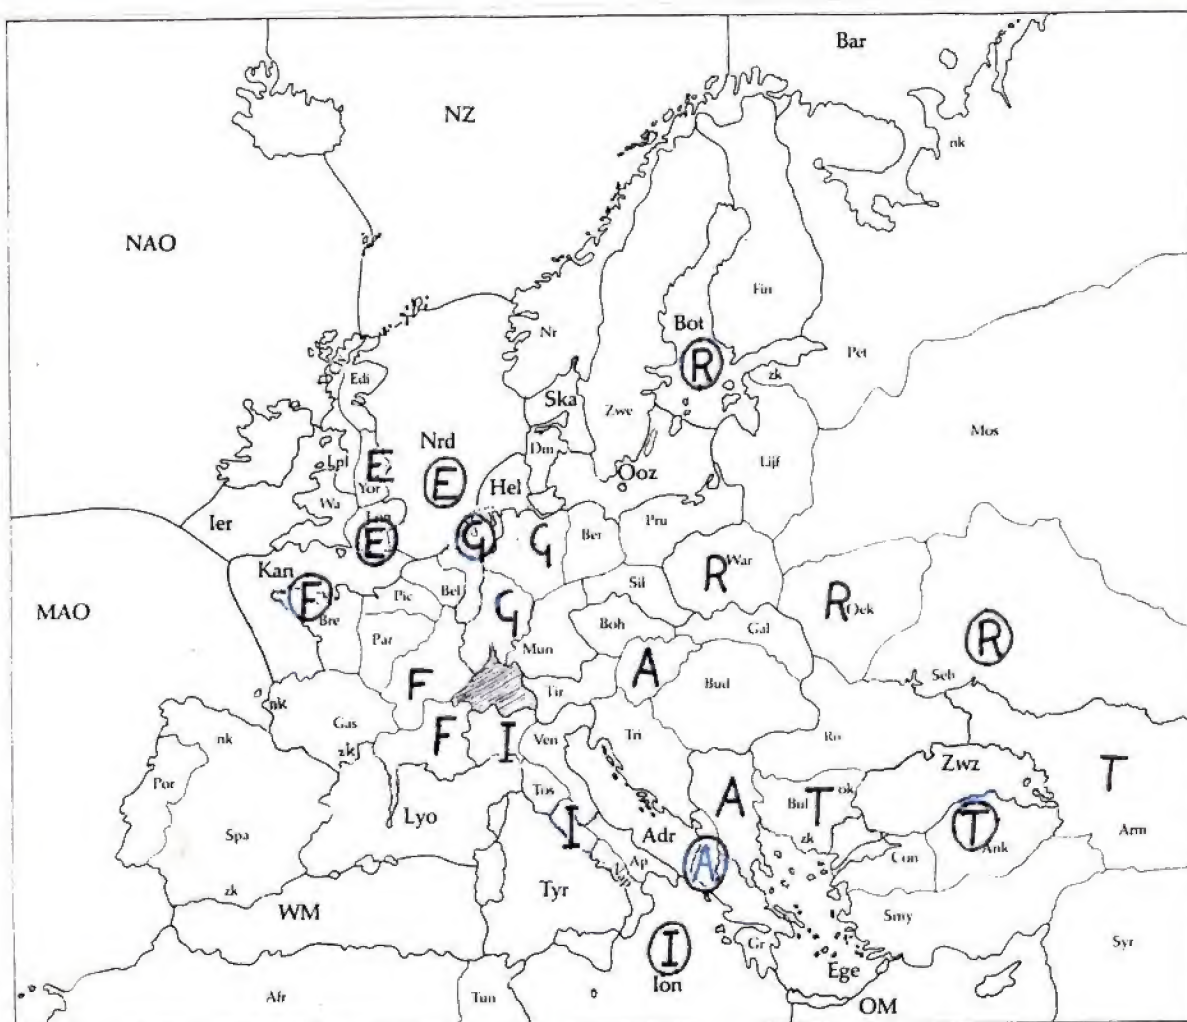 Bar
NZ
nk
NAO
Fin
Bot
Nr
R
Pet
zk
Edi
Ska
Zwe
Mos
Nrd
Dm
Lpl
E
E
Ooz
Lijf
Yor
Hel
Wa
Ier
Pru
Lon
E
G
G
Ber
War
R
Kan
Sil
R
Oek
MAO
F
Bre
Pic
Bel
G
Boh
Gal
R
Par
Mun
A
Seb
F
Tir
Bud
nk
Gas
nk
zk
F
I
Ven
Tri
Ru
Zwz
T
Por
Tos
A
Bul
T
ok
Lyo
I
Adr
zk
T
Ank
Arm
Spa
Ap
A
Con
zk
Tyr
Nap
WM
Smy
I
Gr
Syr
Ege
Ion
Afr
Tun
OM